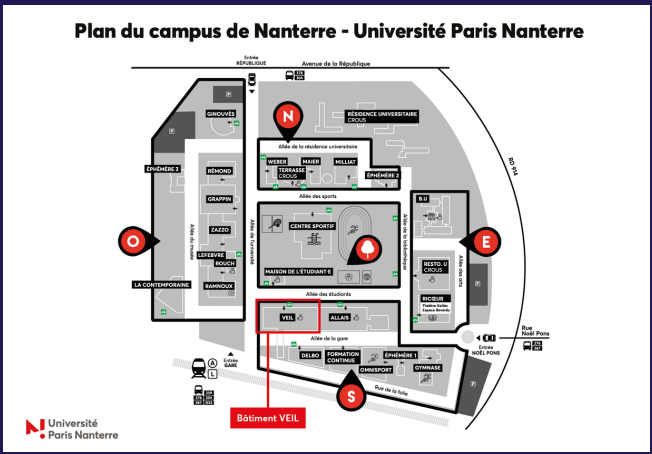 Plan du campus de Nanterre - Université Paris Nanterre
Entrée
RÉPUBLIQUE
Avenue de la République
P
GINOUVÈS
P
N
RÉSIDENCE UNIVERSITAIRE
CROUS
Allée de la résidence universitaire
WEBER
MAIER
MILLIAT
TERRASSE
CROUS
ÉPHÉMÈRE 2
ÉPHÉMÈRE 3
RÉMOND
RD 914
Allée des sports
GRAPPIN
B.U
Allée du musée
Allée de l'université
CENTRE SPORTIF
Allée de la bibliothèque
ZAZZO
O
E
LEFEBVRE
ROUCH
Allée des arts
MAISON DE L'ÉTUDIANT·E
RESTO. U
CROUS
LA CONTEMPORAINE
RAMNOUX
P
Allée des étudiants
RICŒUR
Théâtre Koltès
Espace Reverdy
VEIL
ALLAIS
Rue
Noël Pons
Allée de la gare
Entrée
NOËL PONS
Entrée
GARE
A
L
DELBO
FORMATION
CONTINUE
ÉPHÉMÈRE 1
OMNISPORT
GYMNASE
P
Rue de la folie
S
Bâtiment VEIL
Université
Paris Nanterre